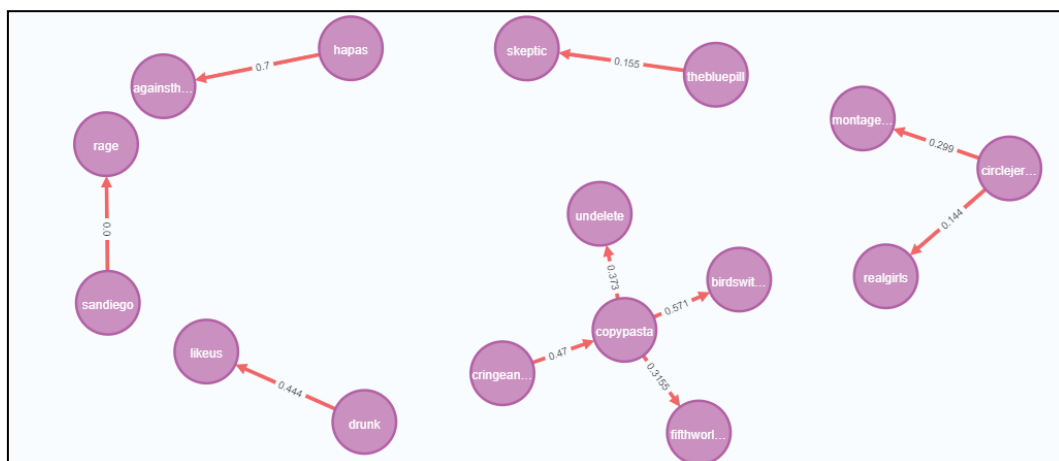 hapas
0.7
againsth...
skeptic
0.155
thebluepill
montage...
0.299
circlejer...
0.144
realgirls
rage
0.0
sandiego
undelete
0.373
birdswit...
0.571
copypasta
0.47
cringean...
0.3155
fifthworl...
likeus
0.444
drunk